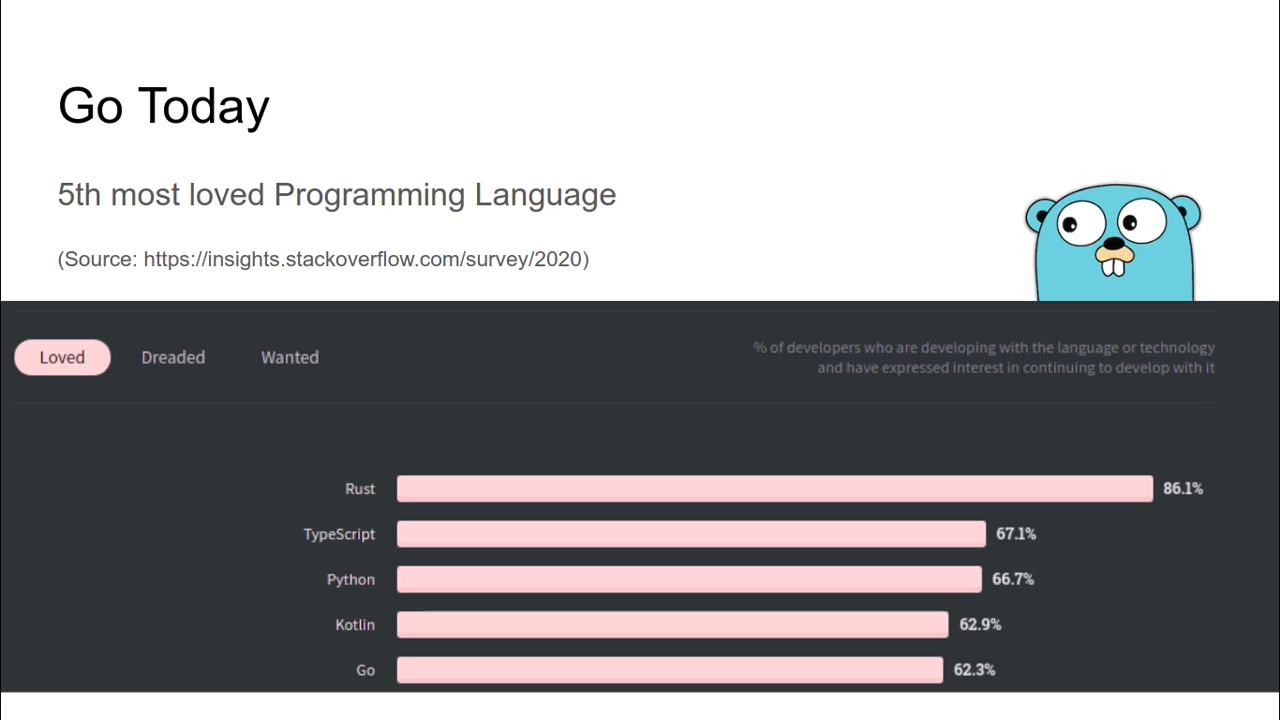 Go Today
5th most loved Programming Language
(Source: https://insights.stackoverflow.com/survey/2020)
Loved Dreaded Wanted
% of developers who are developing with the language or technology
and have expressed interest in continuing to develop with it
Rust 86.1%
TypeScript 67.1%
Python 66.7%
Kotlin 62.9%
Go 62.3%